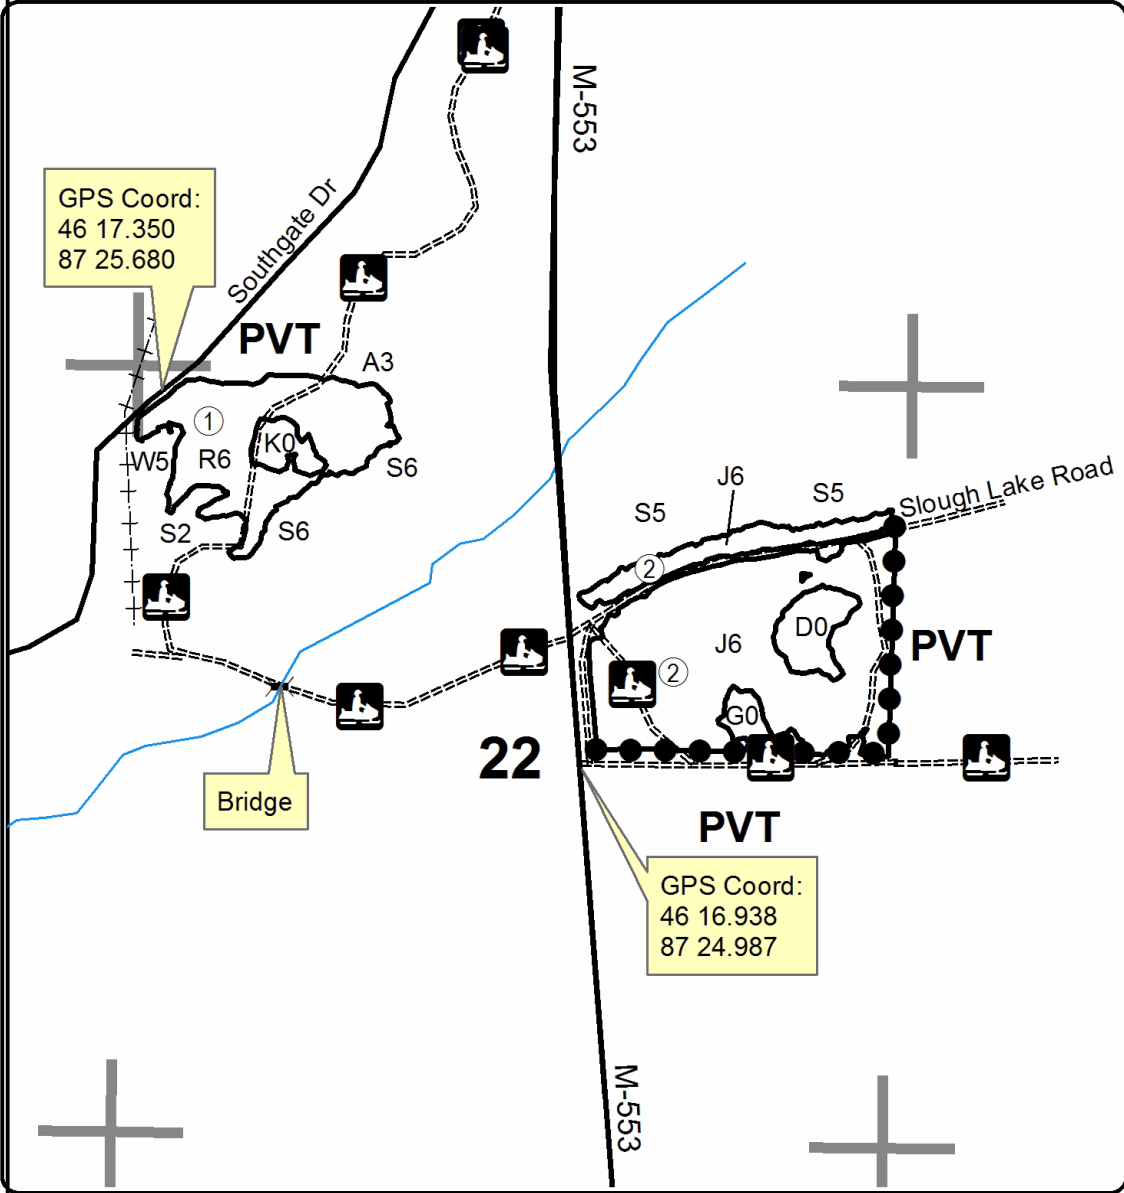 M-553
GPS Coord:
46 17.350
87 25.680
Southgate Dr
PVT
A3
1
W5
R6
K0
S6
S2
S6
J6
S5
S5
Slough Lake Road
2
D0
J6
PVT
2
G0
22
Bridge
PVT
GPS Coord:
46 16.938
87 24.987
M-553